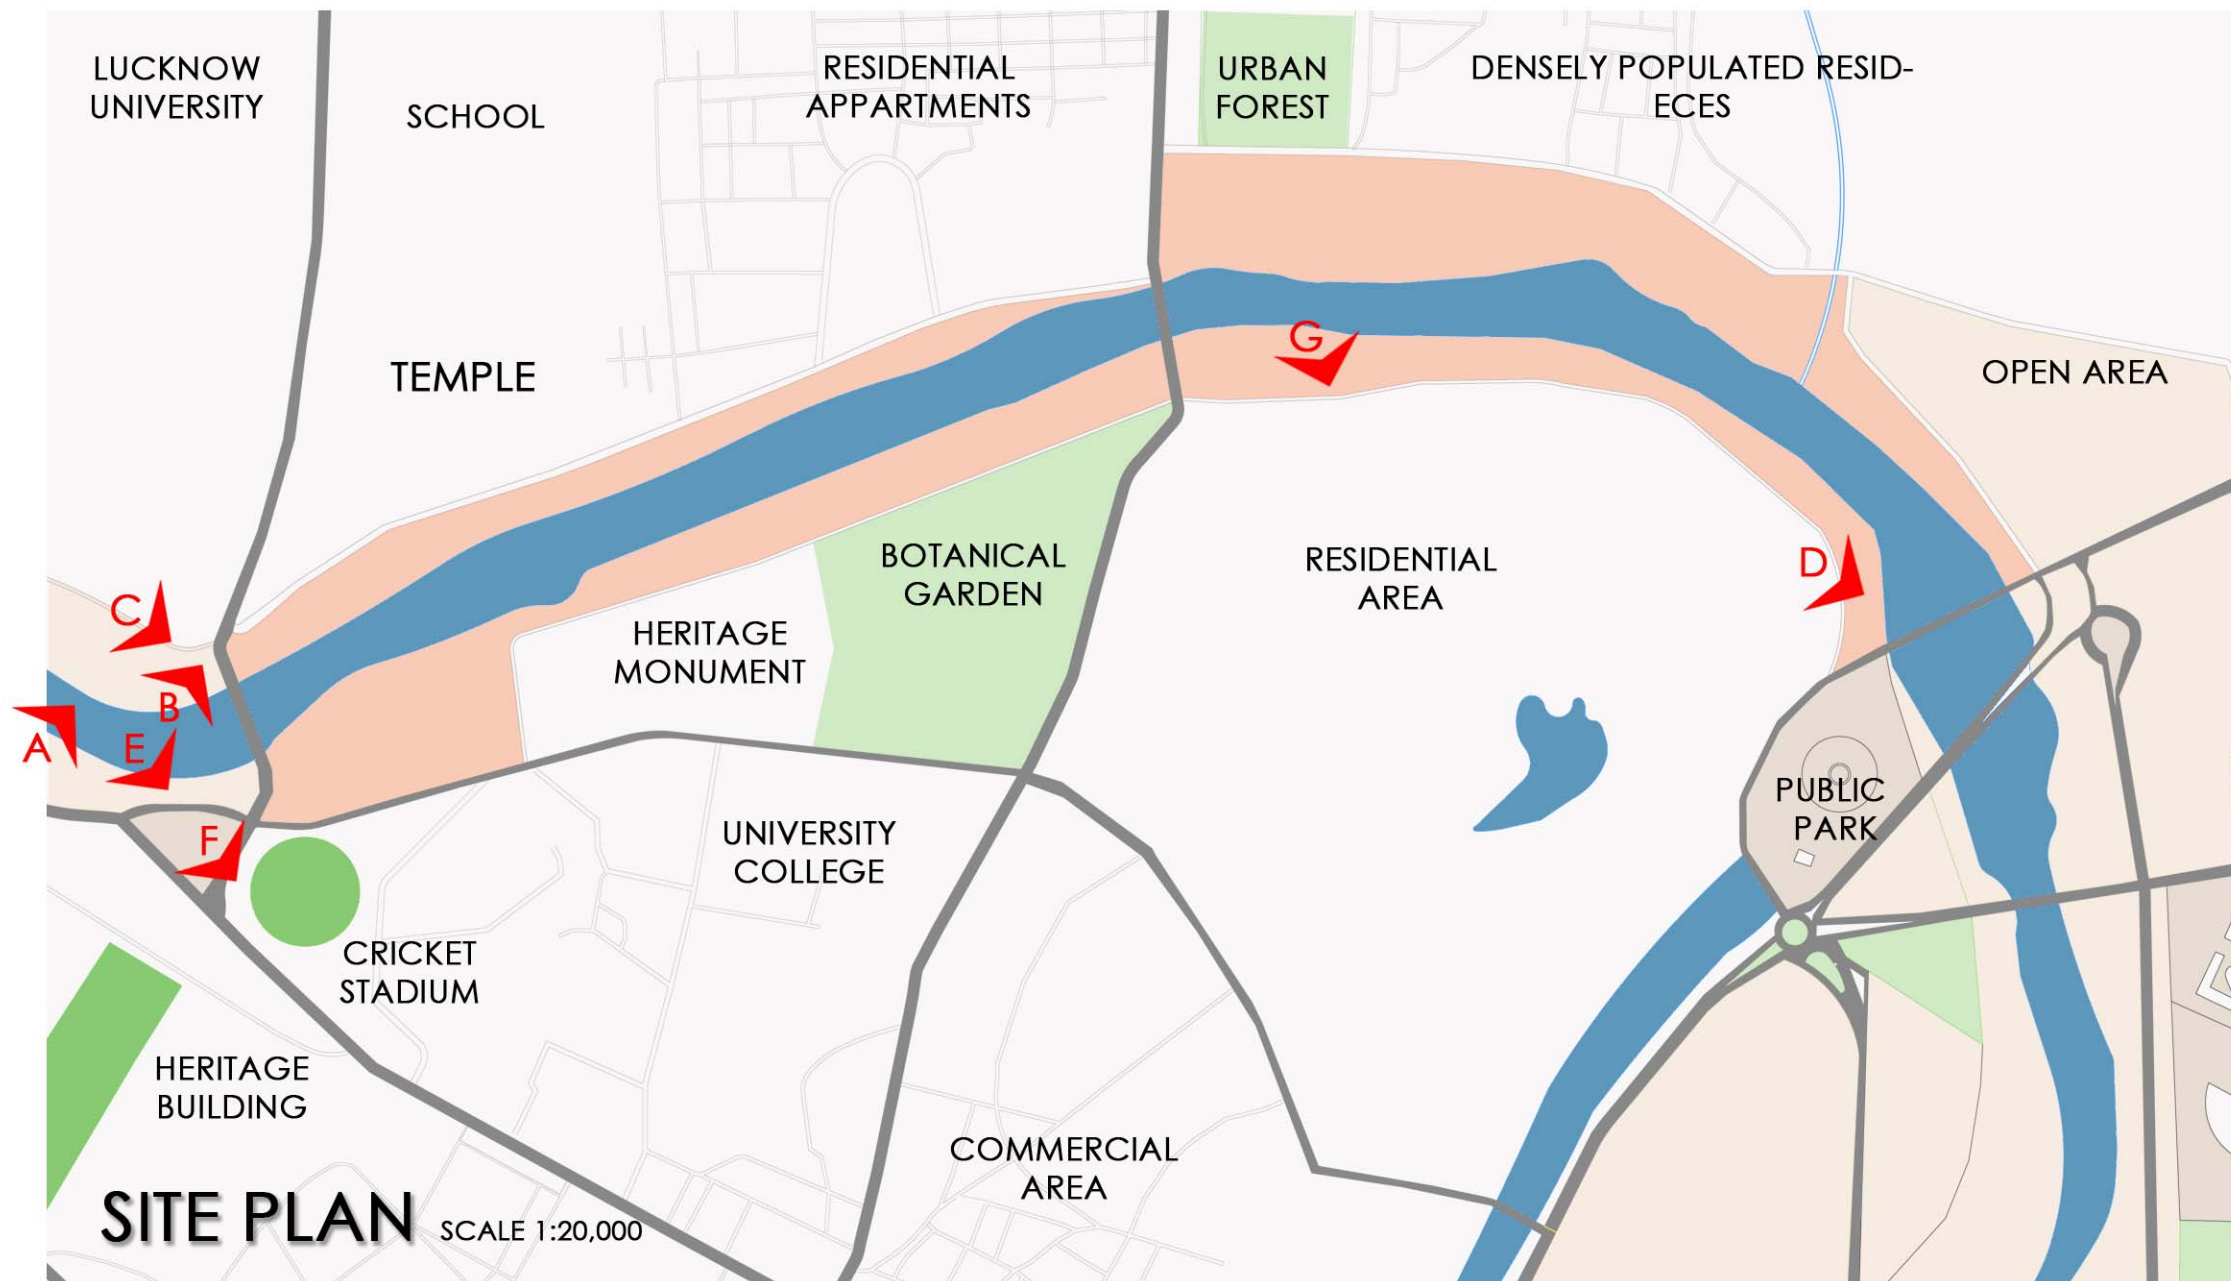 LUCKNOW
UNIVERSITY
SCHOOL
RESIDENTIAL
APPARTMENTS
URBAN
FOREST
DENSELY POPULATED RESID-
ECES
TEMPLE
G
OPEN AREA
BOTANICAL
GARDEN
RESIDENTIAL
AREA
D
C
HERITAGE
MONUMENT
B
A
E
PUBLIC
PARK
F
UNIVERSITY
COLLEGE
CRICKET
STADIUM
HERITAGE
BUILDING
COMMERCIAL
AREA
SITE PLAN
SCALE 1:20,000